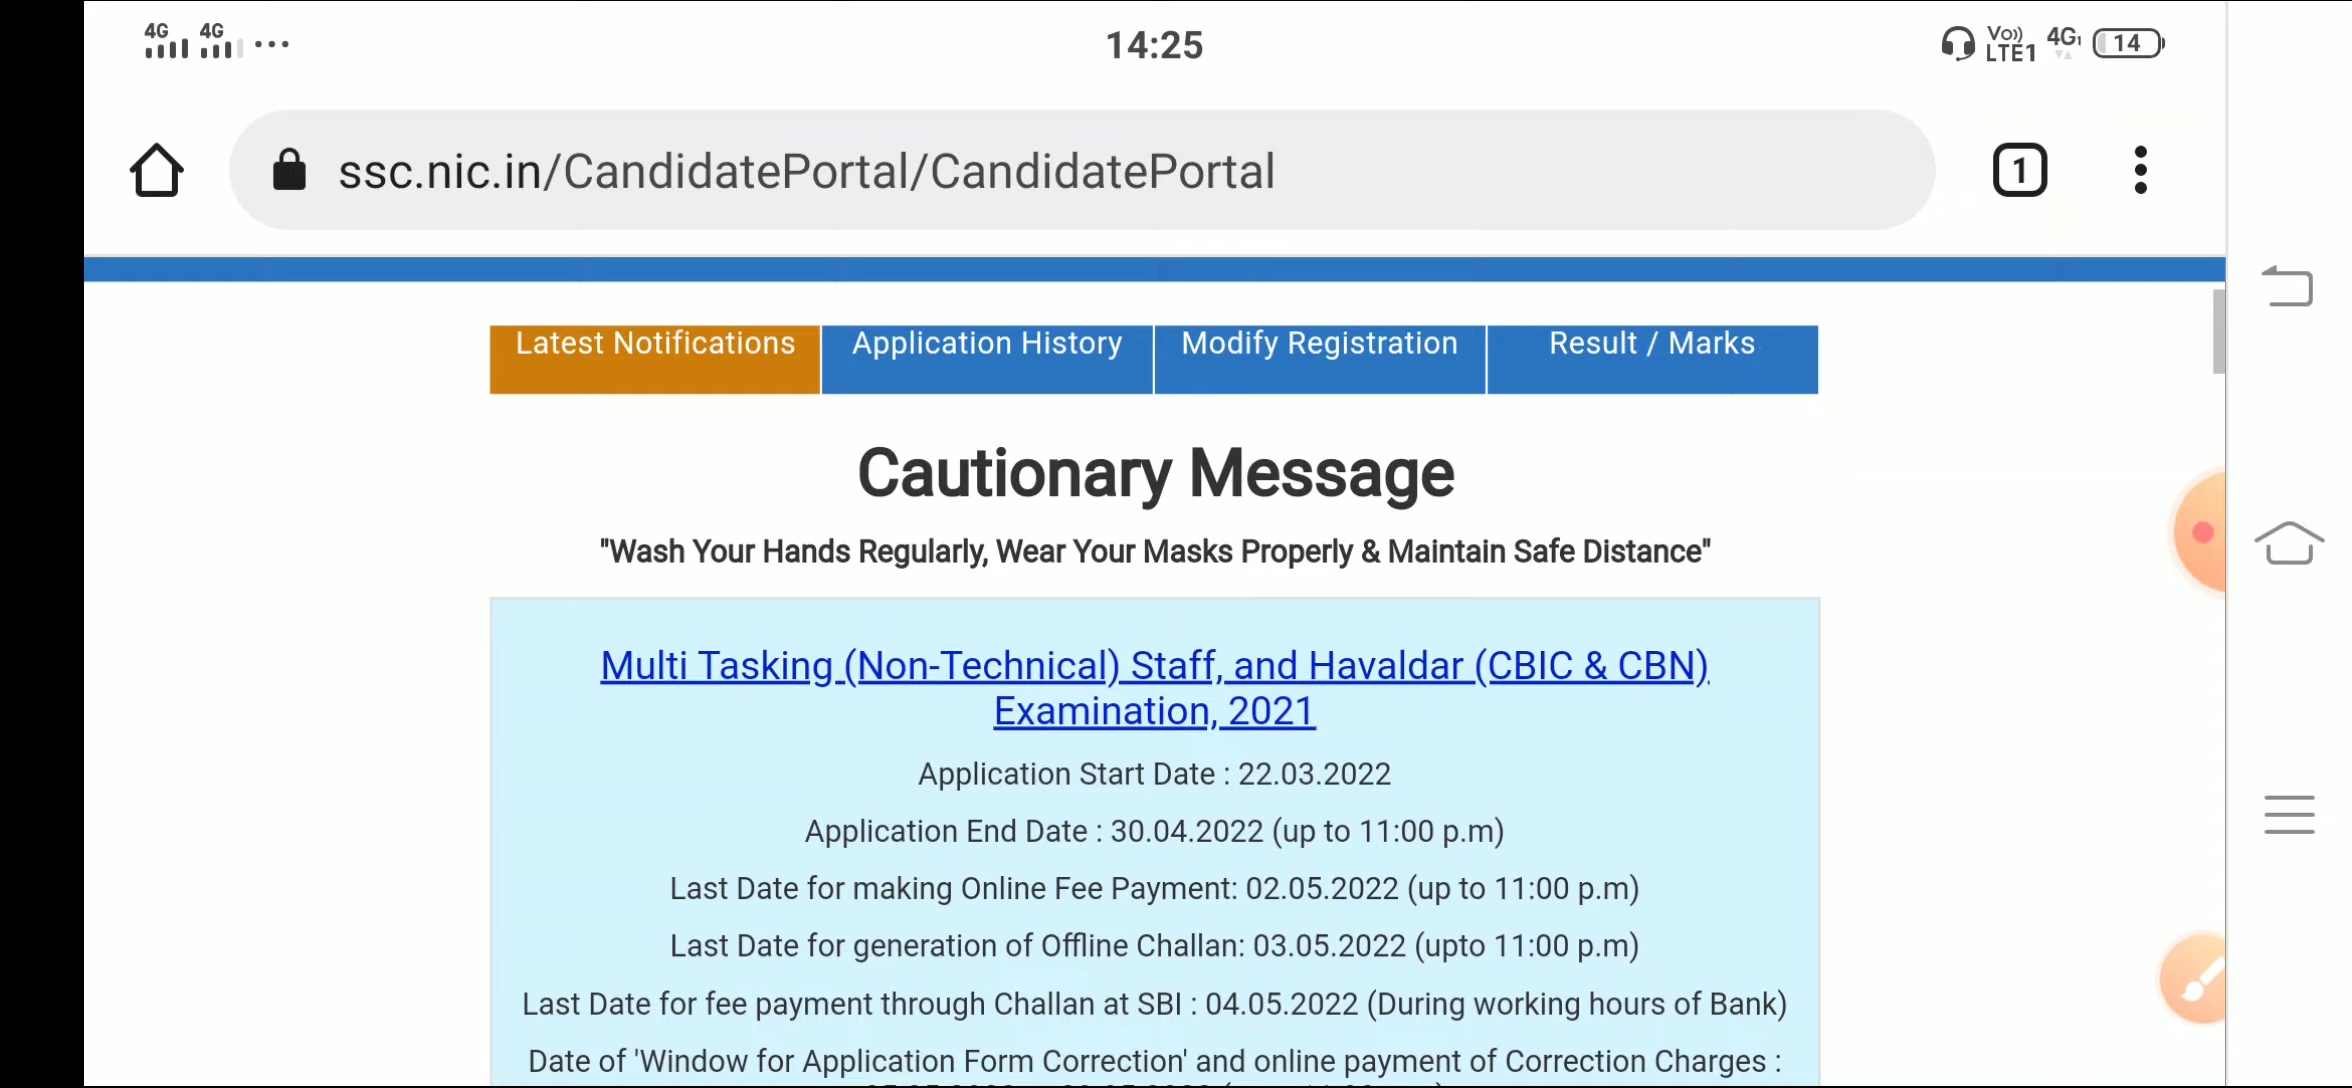 4G 4G
14:25
Vo))
LTE1
4G1
14
ssc.nic.in/CandidatePortal/CandidatePortal
1
Latest Notifications
Application History
Modify Registration
Result / Marks
Cautionary Message
"Wash Your Hands Regularly, Wear Your Masks Properly & Maintain Safe Distance"
Multi Tasking (Non-Technical) Staff, and Havaldar (CBIC & CBN)
Examination, 2021
Application Start Date : 22.03.2022
Application End Date : 30.04.2022 (up to 11:00 p.m)
Last Date for making Online Fee Payment: 02.05.2022 (up to 11:00 p.m)
Last Date for generation of Offline Challan: 03.05.2022 (upto 11:00 p.m)
Last Date for fee payment through Challan at SBI : 04.05.2022 (During working hours of Bank)
Date of 'Window for Application Form Correction' and online payment of Correction Charges :